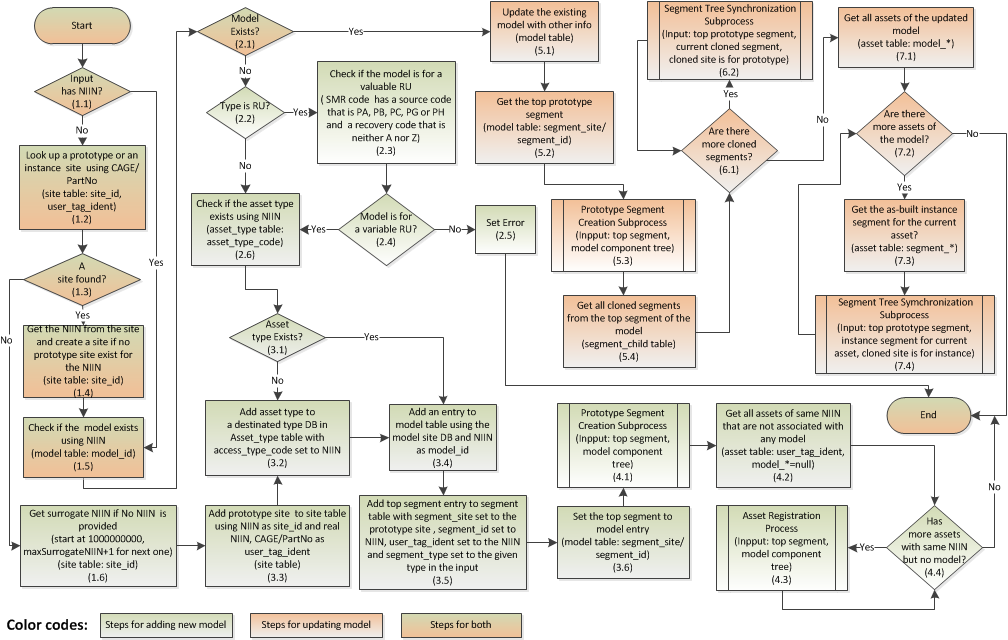 Start
Input
has NIIN?
(1.1)
No
Yes
Look up a prototype or an
instance site using CAGE/
PartNo
(site table: site_id,
user_tag_ident)
(1.2)
A
site found?
(1.3)
Yes
No
Get the NIIN from the site
and create a site if no
prototype site exist for
the NIIN
(site table: site_id)
(1.4)
Check if the model exists
using NIIN
(model table: model_id)
(1.5)
Get surrogate NIIN if No NIIN is
provided
(start at 1000000000,
maxSurrogateNIIN+1 for next one)
(site table: site_id)
(1.6)
Model
Exists?
(2.1)
Yes
No
Type is RU?
(2.2)
Yes
No
Check if the model is for a
valuable RU
( SMR code has a source code
that is PA, PB, PC, PG or PH
and a recovery code that is
neither A nor Z)
(2.3)
Model is for
a variable RU?
(2.4)
Yes
No
Set Error
(2.5)
Check if the asset type
exists using NIIN
(asset_type table:
asset_type_code)
(2.6)
Asset
type Exists?
(3.1)
Yes
No
Add asset type to
a destinated type DB in
Asset_type table with
access_type_code set to NIIN
(3.2)
Add prototype site to site table
using NIIN as site_id and real
NIIN, CAGE/PartNo as
user_tag_ident
(site table)
(3.3)
Add an entry to
model table using the
model site DB and NIIN
as model_id
(3.4)
Add top segment entry to segment
table with segment_site set to the
prototype site , segment_id set to
NIIN, user_tag_ident set to the NIIN
and segment_type set to the given
type in the input
(3.5)
Set the top segment to
model entry
(model table: segment_site/
segment_id)
(3.6)
Prototype Segment
Creation Subprocess
(Input: top segment,
model component
tree)
(4.1)
Get all assets of same NIIN
that are not associated with
any model
(asset table: user_tag_ident,
model_*=null)
(4.2)
Asset Registration
Process
(Input: top segment,
model component
tree)
(4.3)
Has
more assets
with same NIIN
but no model?
(4.4)
Yes
No
Update the existing
model with other info
(model table)
(5.1)
Get the top prototype
segment
(model table: segment_site/
segment_id)
(5.2)
Prototype Segment
Creation Subprocess
(Input: top segment,
model component tree)
(5.3)
Get all cloned segments
from the top segment of the
model
(segment_child table)
(5.4)
Segment Tree Synchronization
Subprocess
(Input: top prototype segment,
current cloned segment,
cloned site is for prototype)
(6.2)
Yes
Are there
more cloned
segments?
(6.1)
No
Get all assets of the updated
model
(asset table: model_*)
(7.1)
Are there
more assets of
the model?
(7.2)
No
Yes
Get the as-built instance
segment for the current
asset?
(asset table: segment_*)
(7.3)
Segment Tree Symchronization
Subprocess
(Input: top prototype segment,
instance segment for current
asset, cloned site is for instance)
(7.4)
End
Color codes:
Steps for adding new model
Steps for updating model
Steps for both